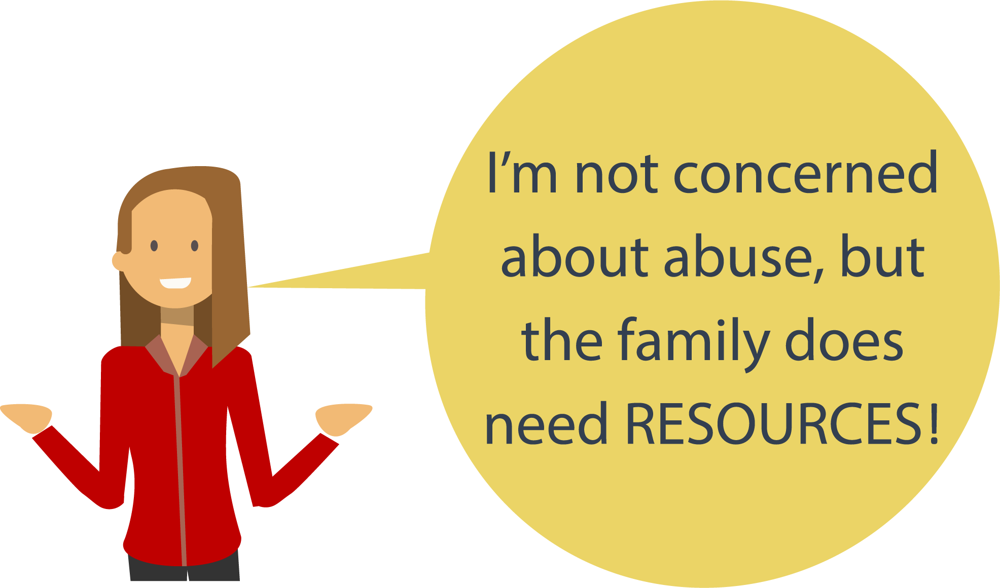 I’m not concerned
about abuse, but
the family does
need RESOURCES!